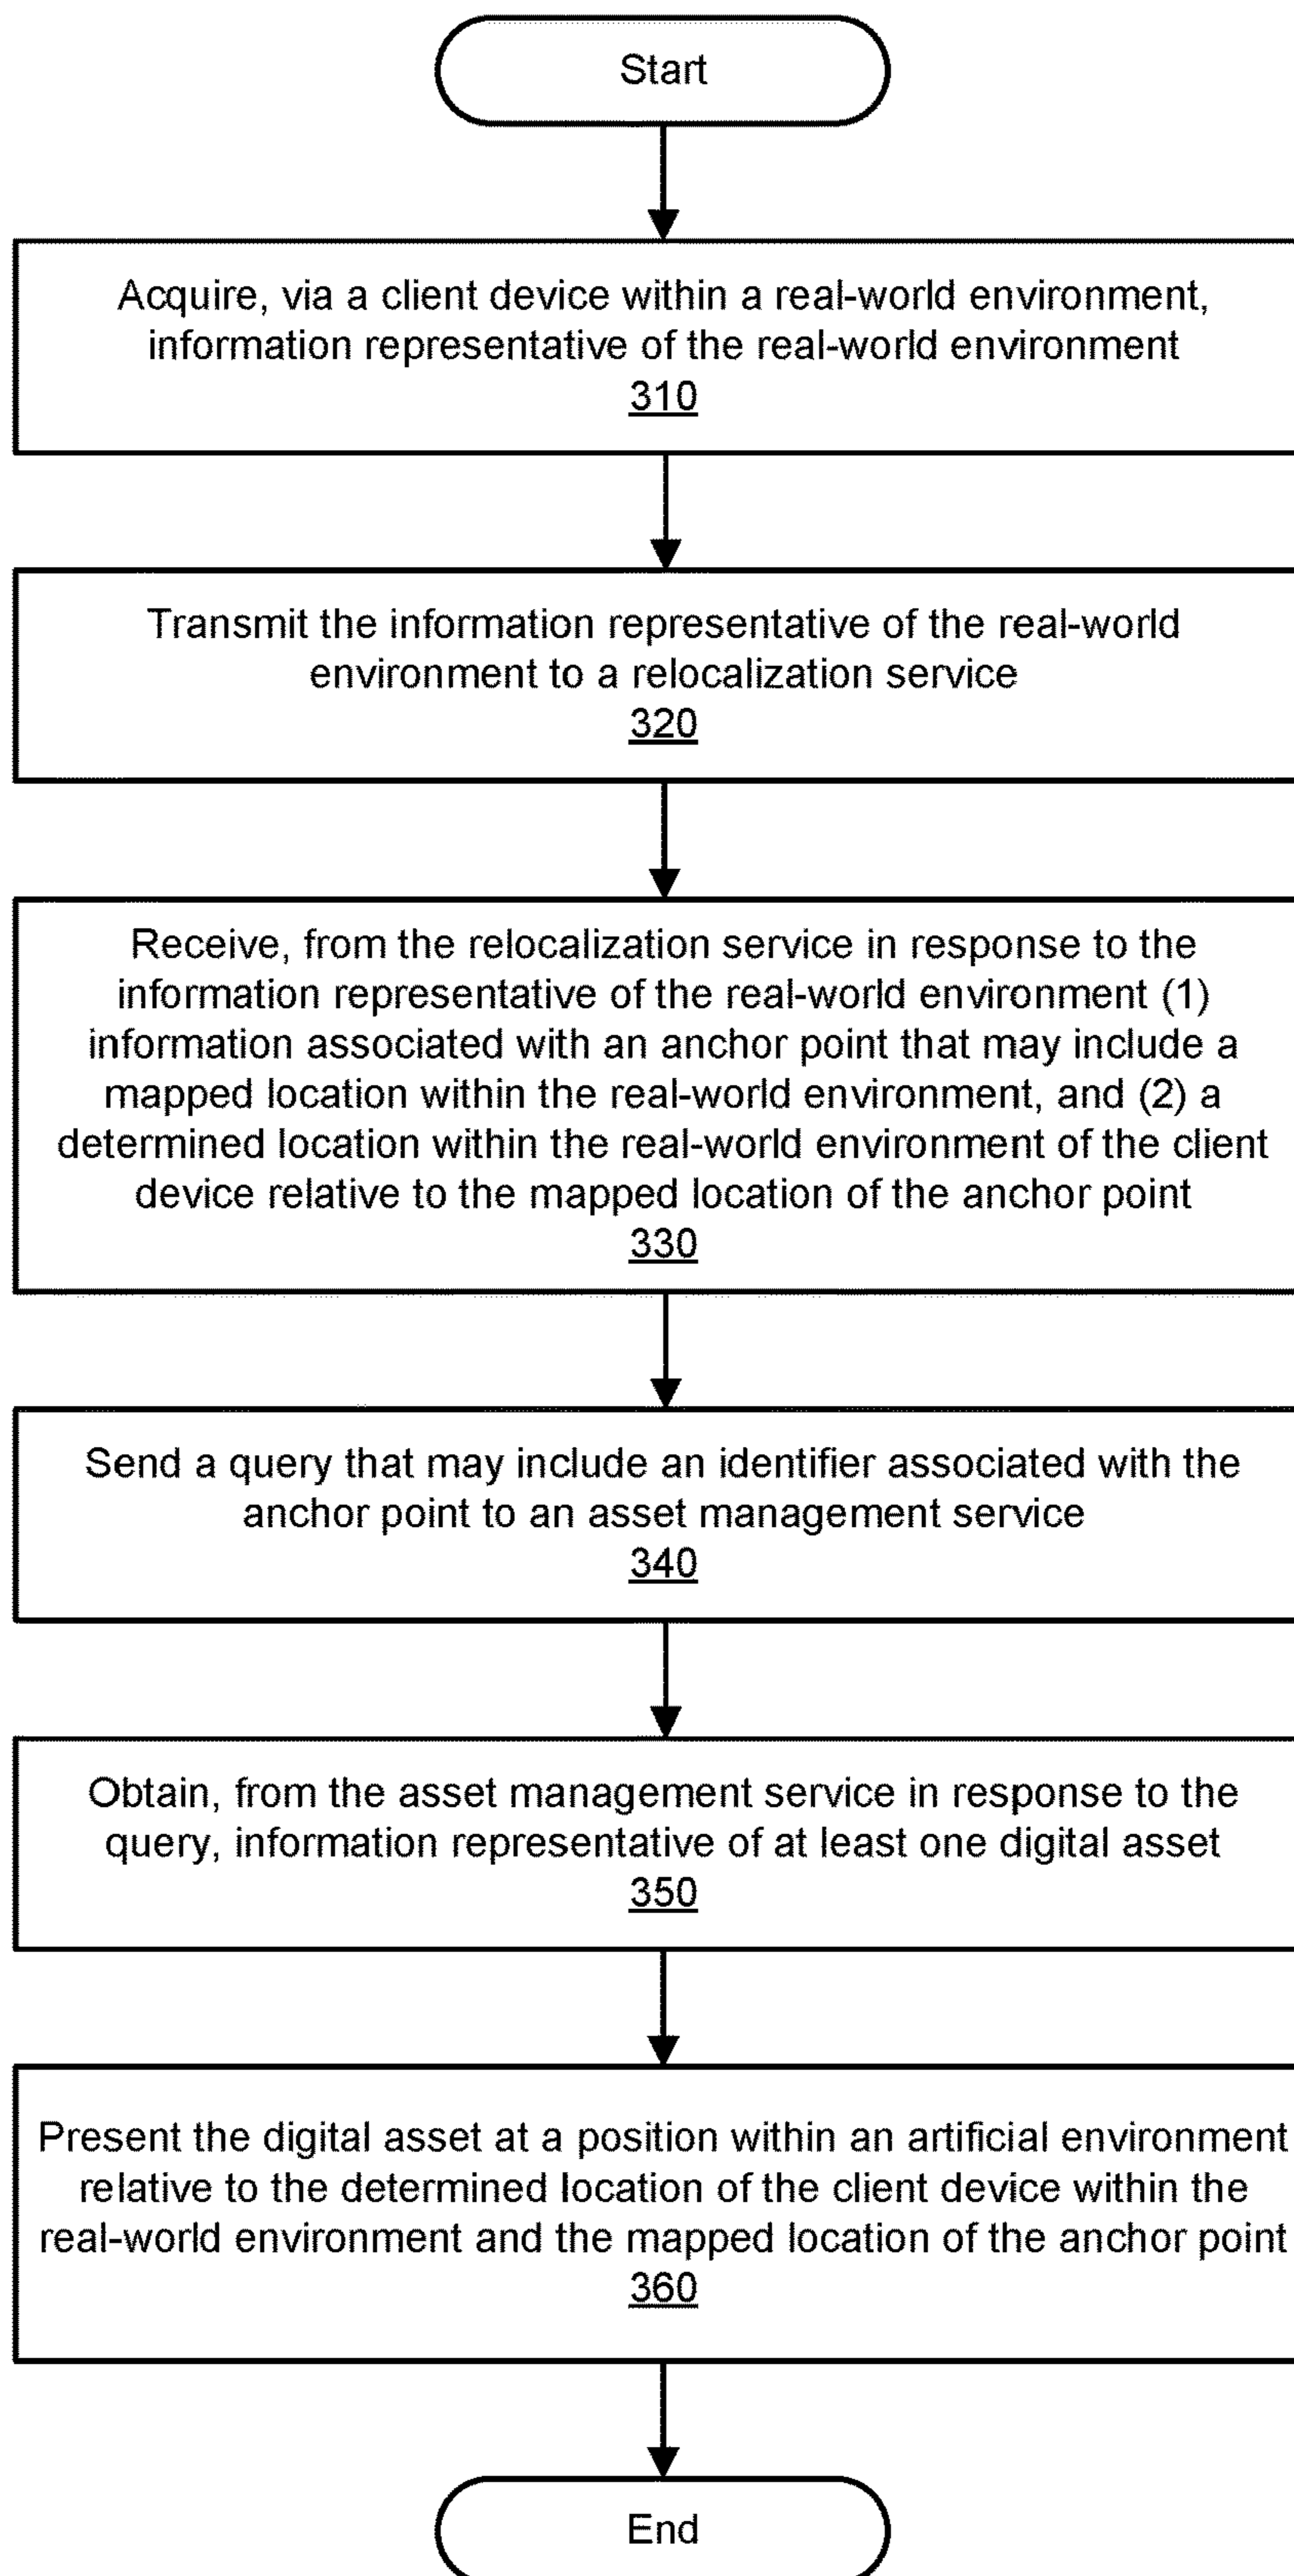 Start
Acquire, via a client device within a real-world environment,
information representative of the real-world environment
310
Transmit the information representative of the real-world
environment to a relocalization service
320
Receive, from the relocalization service in response to the
information representative of the real-world environment (1)
information associated with an anchor point that may include a
mapped location within the real-world environment, and (2) a
determined location within the real-world environment of the client
device relative to the mapped location of the anchor point
330
Send a query that may include an identifier associated with the
anchor point to an asset management service
340
Obtain, from the asset management service in response to the
query, information representative of at least one digital asset
350
Present the digital asset at a position within an artificial environment
relative to the determined location of the client device within the
real-world environment and the mapped location of the anchor point
360
End